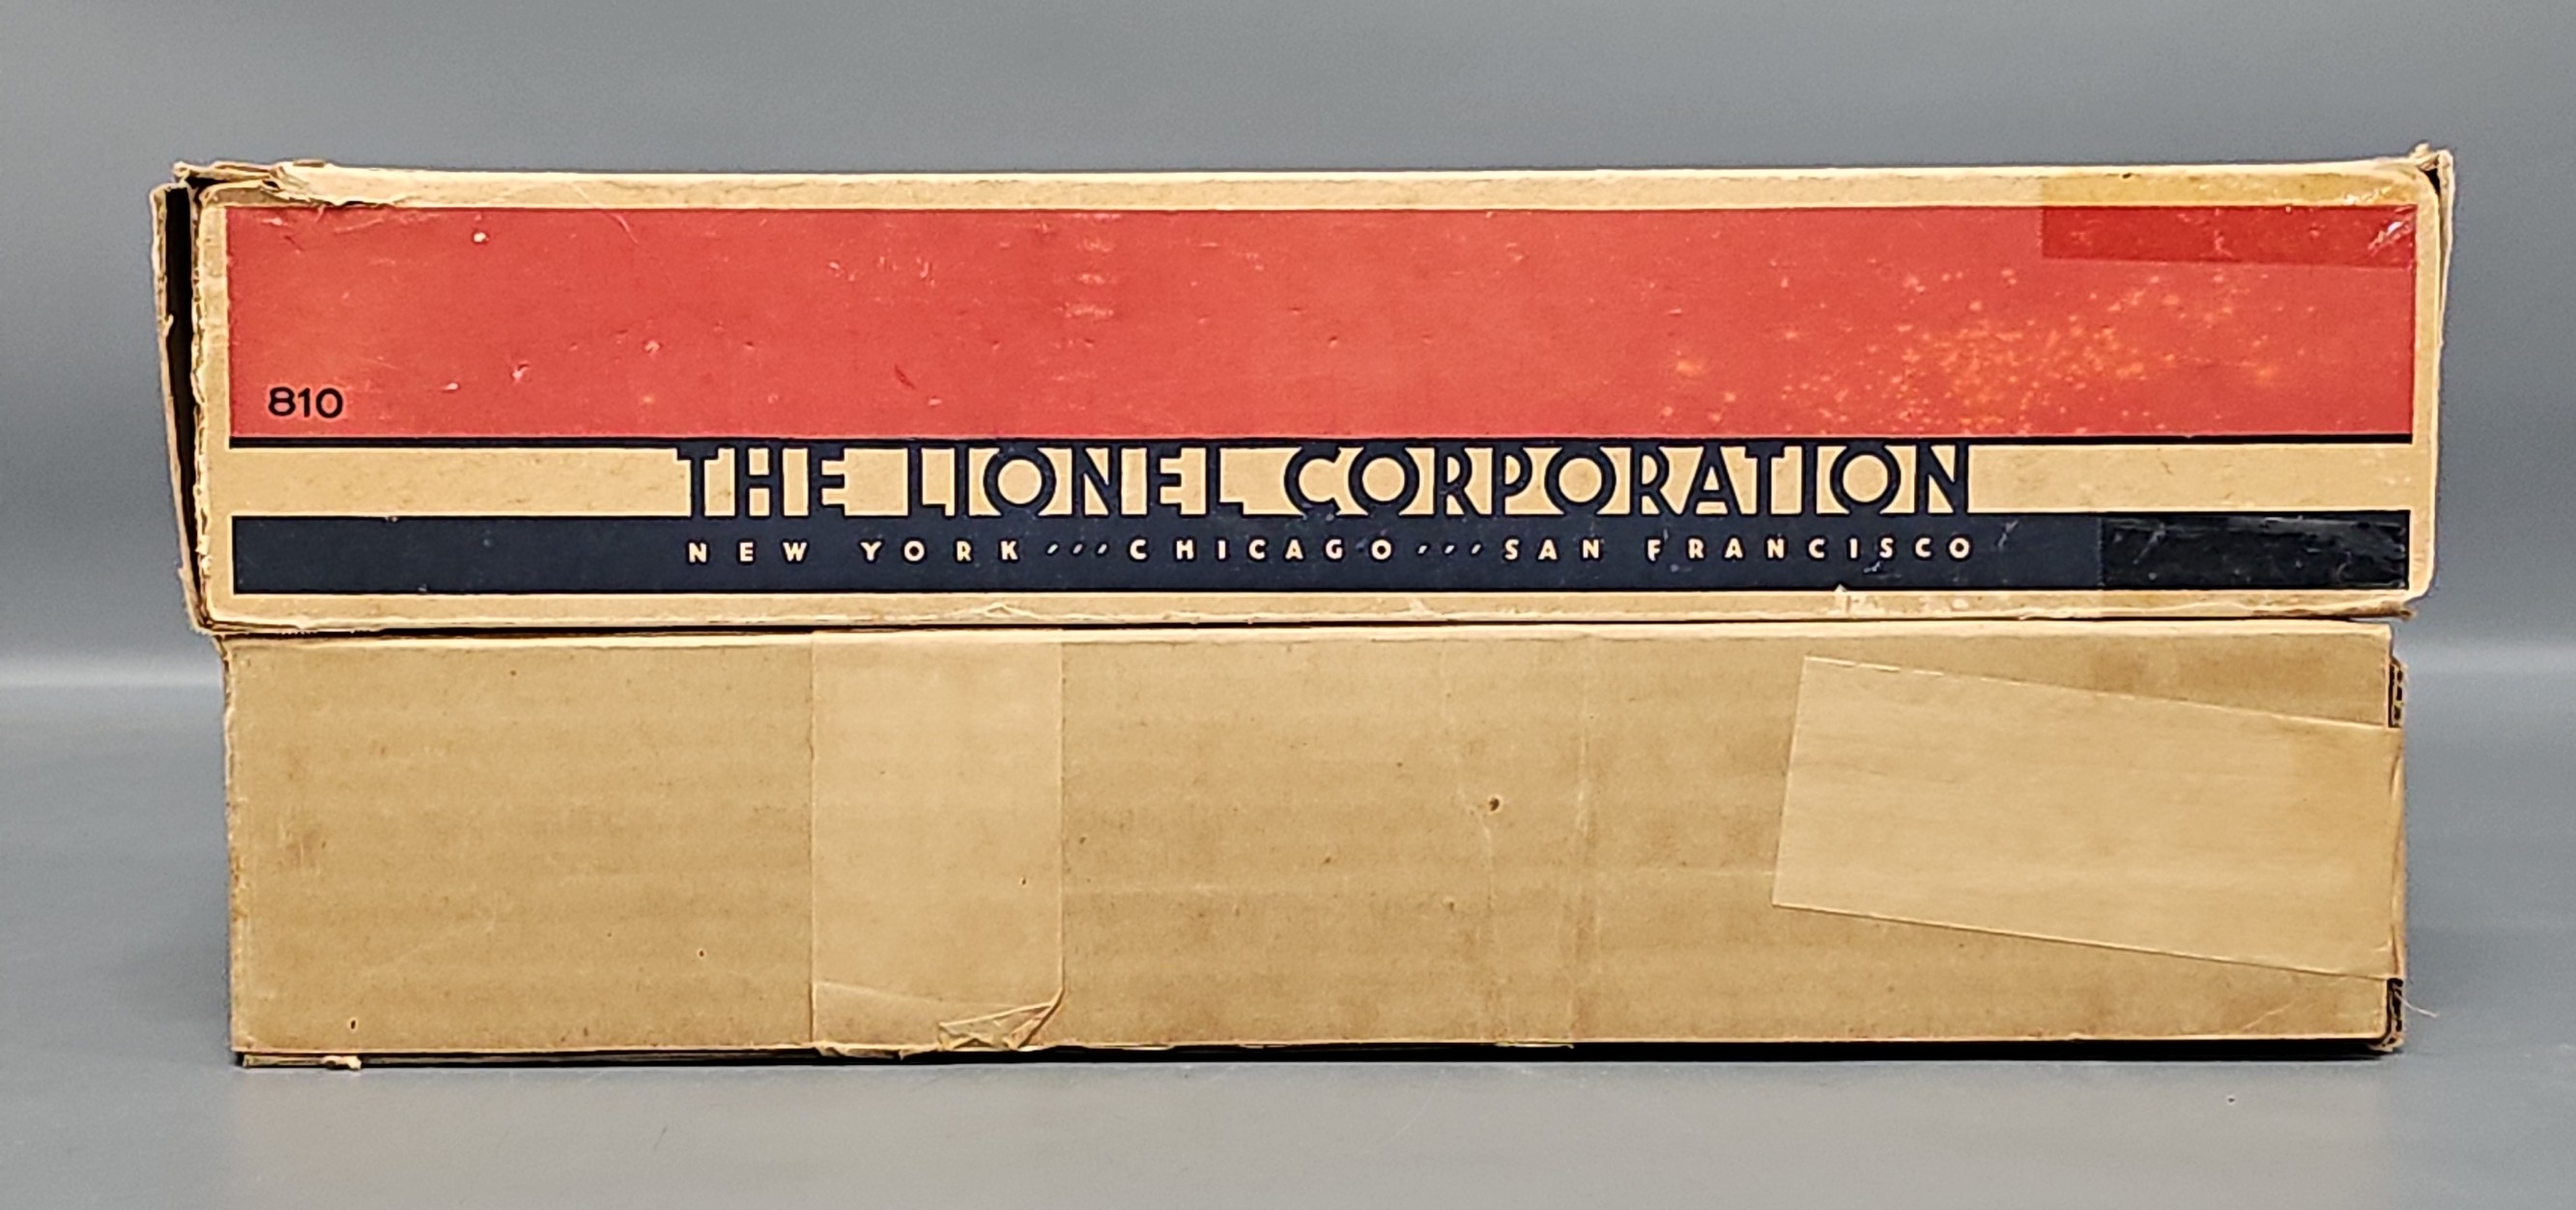 810
THE LIONEL CORPORATION
NEW YORK ··· CHICAGO ··· SAN FRANCISCO